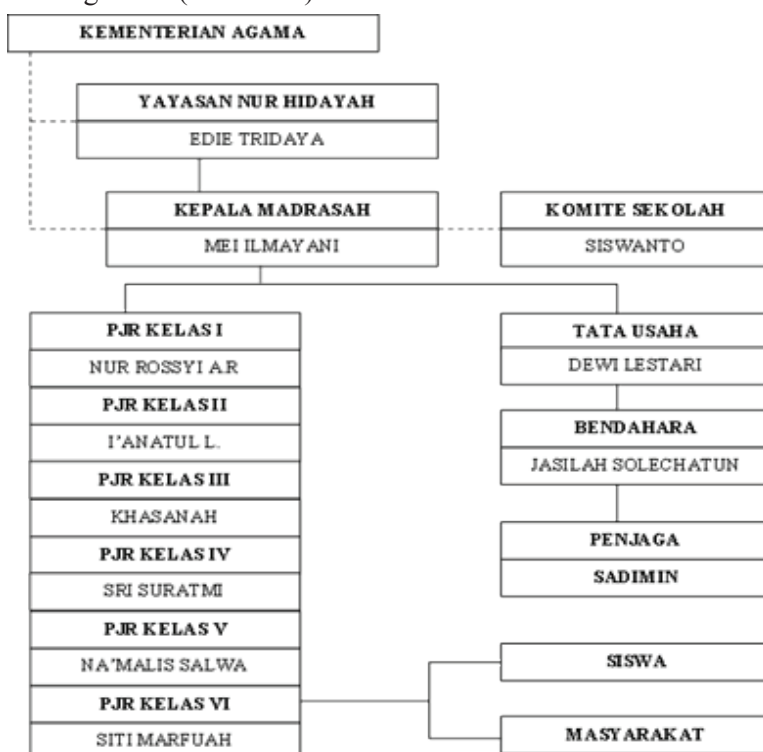 KEMENTERIAN AGAMA
YAYASAN NUR HIDAYAH
EDIE TRIDAYA
KEPALA MADRASAH
MEI ILMAYANI
KOMITE SEKOLAH
SISWANTO
PJR KELAS I
NUR ROSSYI A.R
PJR KELAS II
I'ANATUL L.
PJR KELAS III
KHASANAH
PJR KELAS IV
SRI SURATMI
PJR KELAS V
NA'MALIS SALWA
PJR KELAS VI
SITI MARFUAH
TATA USAHA
DEWI LESTARI
BENDAHARA
JASILAH SOLECHATUN
PENJAGA
SADIMIN
SISWA
MASYARAKAT